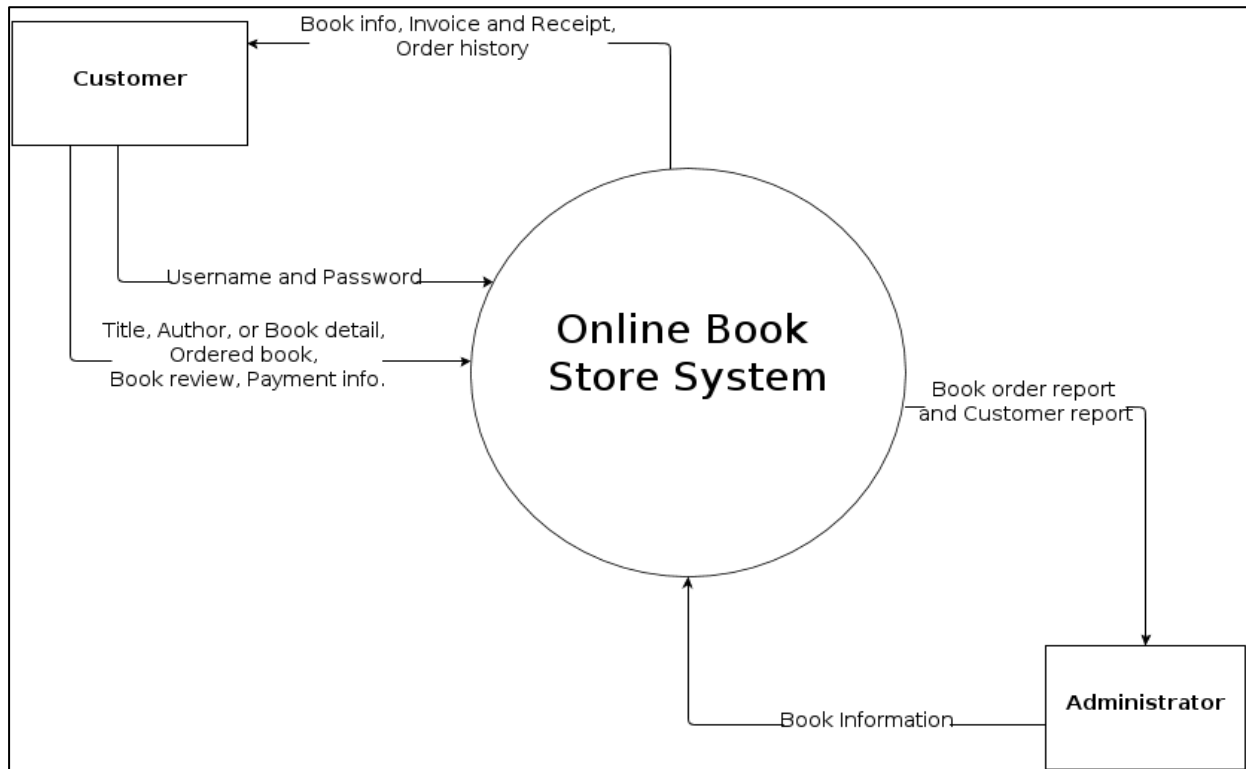 Book info, Invoice and Receipt,
Order history
Customer
Username and Password
Title, Author, or Book detail,
Ordered book,
Book review, Payment info.
Online Book
Store System
Book order report
and Customer report
Administrator
Book Information